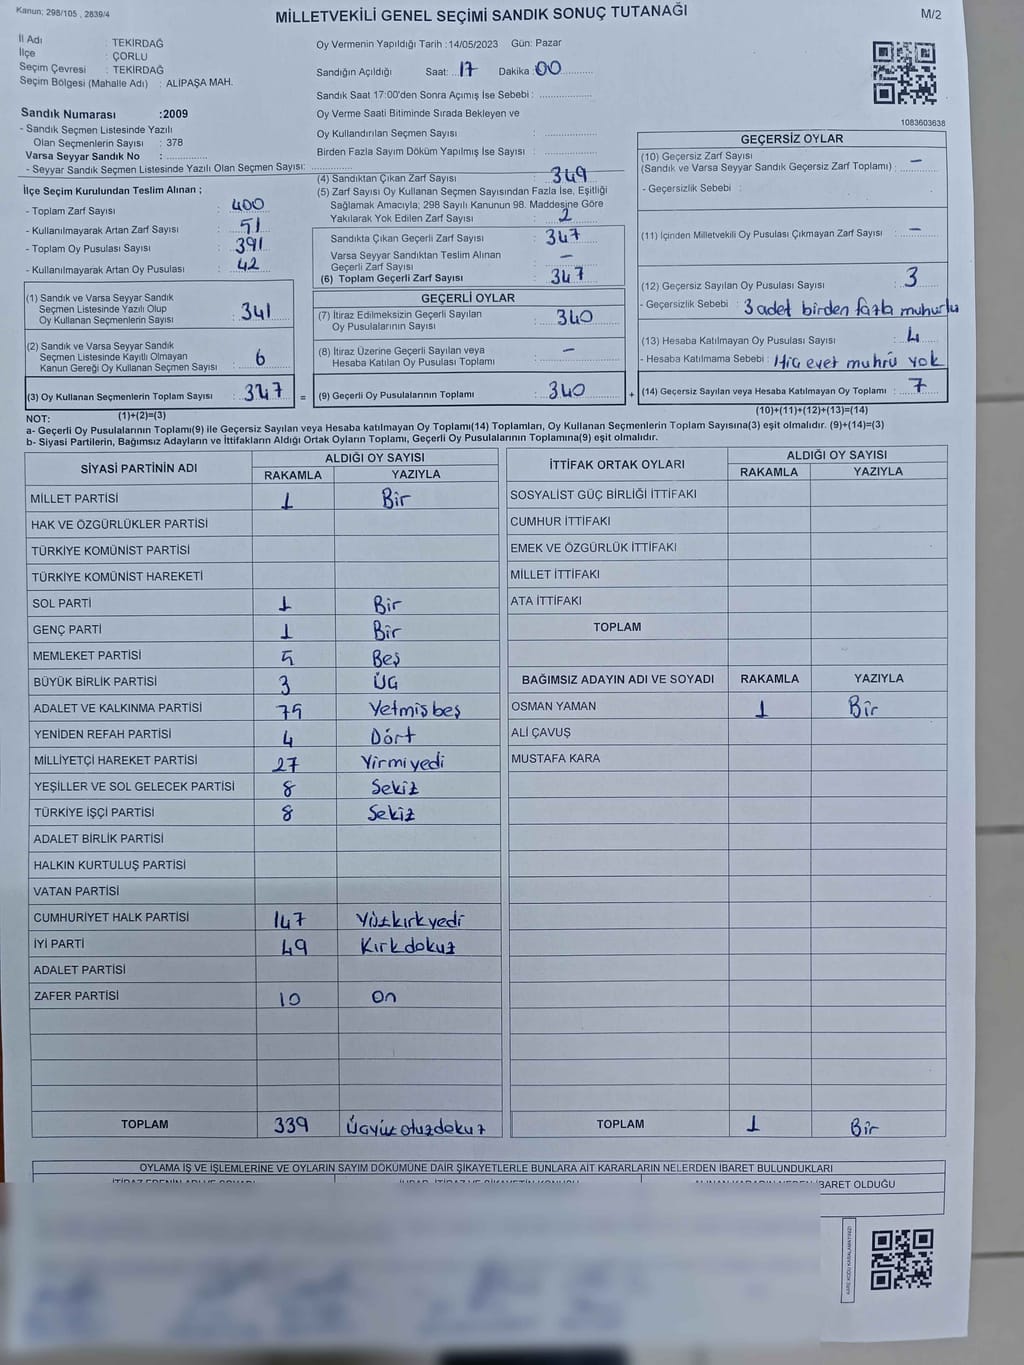 Kanun: 298/105 , 2839/4
MİLLETVEKİLİ GENEL SEÇİMİ SANDIK SONUÇ TUTANAĞI
M/2
İl Adı : TEKİRDAĞ
İlçe : ÇORLU
Seçim Çevresi : TEKİRDAĞ
Seçim Bölgesi (Mahalle Adı) : ALİPAŞA MAH.
Sandık Numarası :2009
- Sandık Seçmen Listesinde Yazılı
Olan Seçmenlerin Sayısı : 378
Varsa Seyyar Sandık No :
- Seyyar Sandık Seçmen Listesinde Yazılı Olan Seçmen Sayısı:
Oy Vermenin Yapıldığı Tarih :14/05/2023 Gün: Pazar
Sandığın Açıldığı Saat: 17 Dakika :00
Sandık Saat 17:00'den Sonra Açımış İse Sebebi :
Oy Verme Saati Bitiminde Sırada Bekleyen ve
Oy Kullandırılan Seçmen Sayısı :
Birden Fazla Sayım Döküm Yapılmış İse Sayısı :
1083603638
İlçe Seçim Kurulundan Teslim Alınan ;
- Toplam Zarf Sayısı : 400
- Kullanılmayarak Artan Zarf Sayısı : 51
- Toplam Oy Pusulası Sayısı : 391
- Kullanılmayarak Artan Oy Pusulası : 42
(4) Sandıktan Çıkan Zarf Sayısı : 349
(5) Zarf Sayısı Oy Kullanan Seçmen Sayısından Fazla İse, Eşitliği
Sağlamak Amacıyla; 298 Sayılı Kanunun 98. Maddesine Göre
Yakılarak Yok Edilen Zarf Sayısı : 2
Sandıkta Çıkan Geçerli Zarf Sayısı : 347
Varsa Seyyar Sandıktan Teslim Alınan
Geçerli Zarf Sayısı : –
(6) Toplam Geçerli Zarf Sayısı : 347
GEÇERSİZ OYLAR
(10) Geçersiz Zarf Sayısı
(Sandık ve Varsa Seyyar Sandık Geçersiz Zarf Toplamı) : –
- Geçersizlik Sebebi :
(11) İçinden Milletvekili Oy Pusulası Çıkmayan Zarf Sayısı : –
(12) Geçersiz Sayılan Oy Pusulası Sayısı : 3
- Geçersizlik Sebebi : 3 adet birden fazla muhurlu
(13) Hesaba Katılmayan Oy Pusulası Sayısı : 4
- Hesaba Katılmama Sebebi : Hiç evet muhrü yok
(14) Geçersiz Sayılan veya Hesaba Katılmayan Oy Toplamı : 7
(10)+(11)+(12)+(13)=(14)
(1) Sandık ve Varsa Seyyar Sandık
Seçmen Listesinde Yazılı Olup
Oy Kullanan Seçmenlerin Sayısı : 341
(2) Sandık ve Varsa Seyyar Sandık
Seçmen Listesinde Kayıtlı Olmayan
Kanun Gereği Oy Kullanan Seçmen Sayısı : 6
(3) Oy Kullanan Seçmenlerin Toplam Sayısı : 347 =
(1)+(2)=(3)
GEÇERLİ OYLAR
(7) İtiraz Edilmeksizin Geçerli Sayılan
Oy Pusulalarının Sayısı : 340
(8) İtiraz Üzerine Geçerli Sayılan veya
Hesaba Katılan Oy Pusulası Toplamı : –
(9) Geçerli Oy Pusulalarının Toplamı : 340 +
NOT:
a- Geçerli Oy Pusulalarının Toplamı(9) ile Geçersiz Sayılan veya Hesaba katılmayan Oy Toplamı(14) Toplamları, Oy Kullanan Seçmenlerin Toplam Sayısına(3) eşit olmalıdır. (9)+(14)=(3)
b- Siyasi Partilerin, Bağımsız Adayların ve İttifakların Aldığı Ortak Oyların Toplamı, Geçerli Oy Pusulalarının Toplamına(9) eşit olmalıdır.
SİYASİ PARTİNİN ADI ALDIĞI OY SAYISI
RAKAMLA YAZIYLA
MİLLET PARTİSİ 1 Bir
HAK VE ÖZGÜRLÜKLER PARTİSİ
TÜRKİYE KOMÜNİST PARTİSİ
TÜRKİYE KOMÜNİST HAREKETİ
SOL PARTİ 1 Bir
GENÇ PARTİ 1 Bir
MEMLEKET PARTİSİ 5 Beş
BÜYÜK BİRLİK PARTİSİ 3 Üç
ADALET VE KALKINMA PARTİSİ 75 Yetmişbeş
YENİDEN REFAH PARTİSİ 4 Dört
MİLLİYETÇİ HAREKET PARTİSİ 27 Yirmiyedi
YEŞİLLER VE SOL GELECEK PARTİSİ 8 Sekiz
TÜRKİYE İŞÇİ PARTİSİ 8 Sekiz
ADALET BİRLİK PARTİSİ
HALKIN KURTULUŞ PARTİSİ
VATAN PARTİSİ
CUMHURİYET HALK PARTİSİ 147 Yüzkırkyedi
İYİ PARTİ 49 Kırkdokuz
ADALET PARTİSİ
ZAFER PARTİSİ 10 On
TOPLAM 339 Üçyüz otuzdokuz
İTTİFAK ORTAK OYLARI ALDIĞI OY SAYISI
RAKAMLA YAZIYLA
SOSYALİST GÜÇ BİRLİĞİ İTTİFAKI
CUMHUR İTTİFAKI
EMEK VE ÖZGÜRLÜK İTTİFAKI
MİLLET İTTİFAKI
ATA İTTİFAKI
TOPLAM
BAĞIMSIZ ADAYIN ADI VE SOYADI RAKAMLA YAZIYLA
OSMAN YAMAN 1 Bir
ALİ ÇAVUŞ
MUSTAFA KARA
TOPLAM 1 Bir
OYLAMA İŞ VE İŞLEMLERİNE VE OYLARIN SAYIM DÖKÜMÜNE DAİR ŞİKAYETLERLE BUNLARA AİT KARARLARIN NELERDEN İBARET BULUNDUKLARI
İBARET OLDUĞU